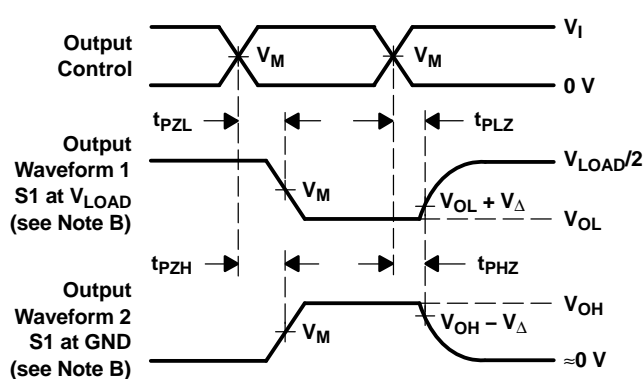 Output
Control
V_M
V_M
V_I
0 V
t_PZL
t_PLZ
Output
Waveform 1
S1 at V_LOAD
(see Note B)
V_M
V_LOAD/2
V_OL + V_Δ
V_OL
t_PZH
t_PHZ
Output
Waveform 2
S1 at GND
(see Note B)
V_M
V_OH
V_OH – V_Δ
≈0 V